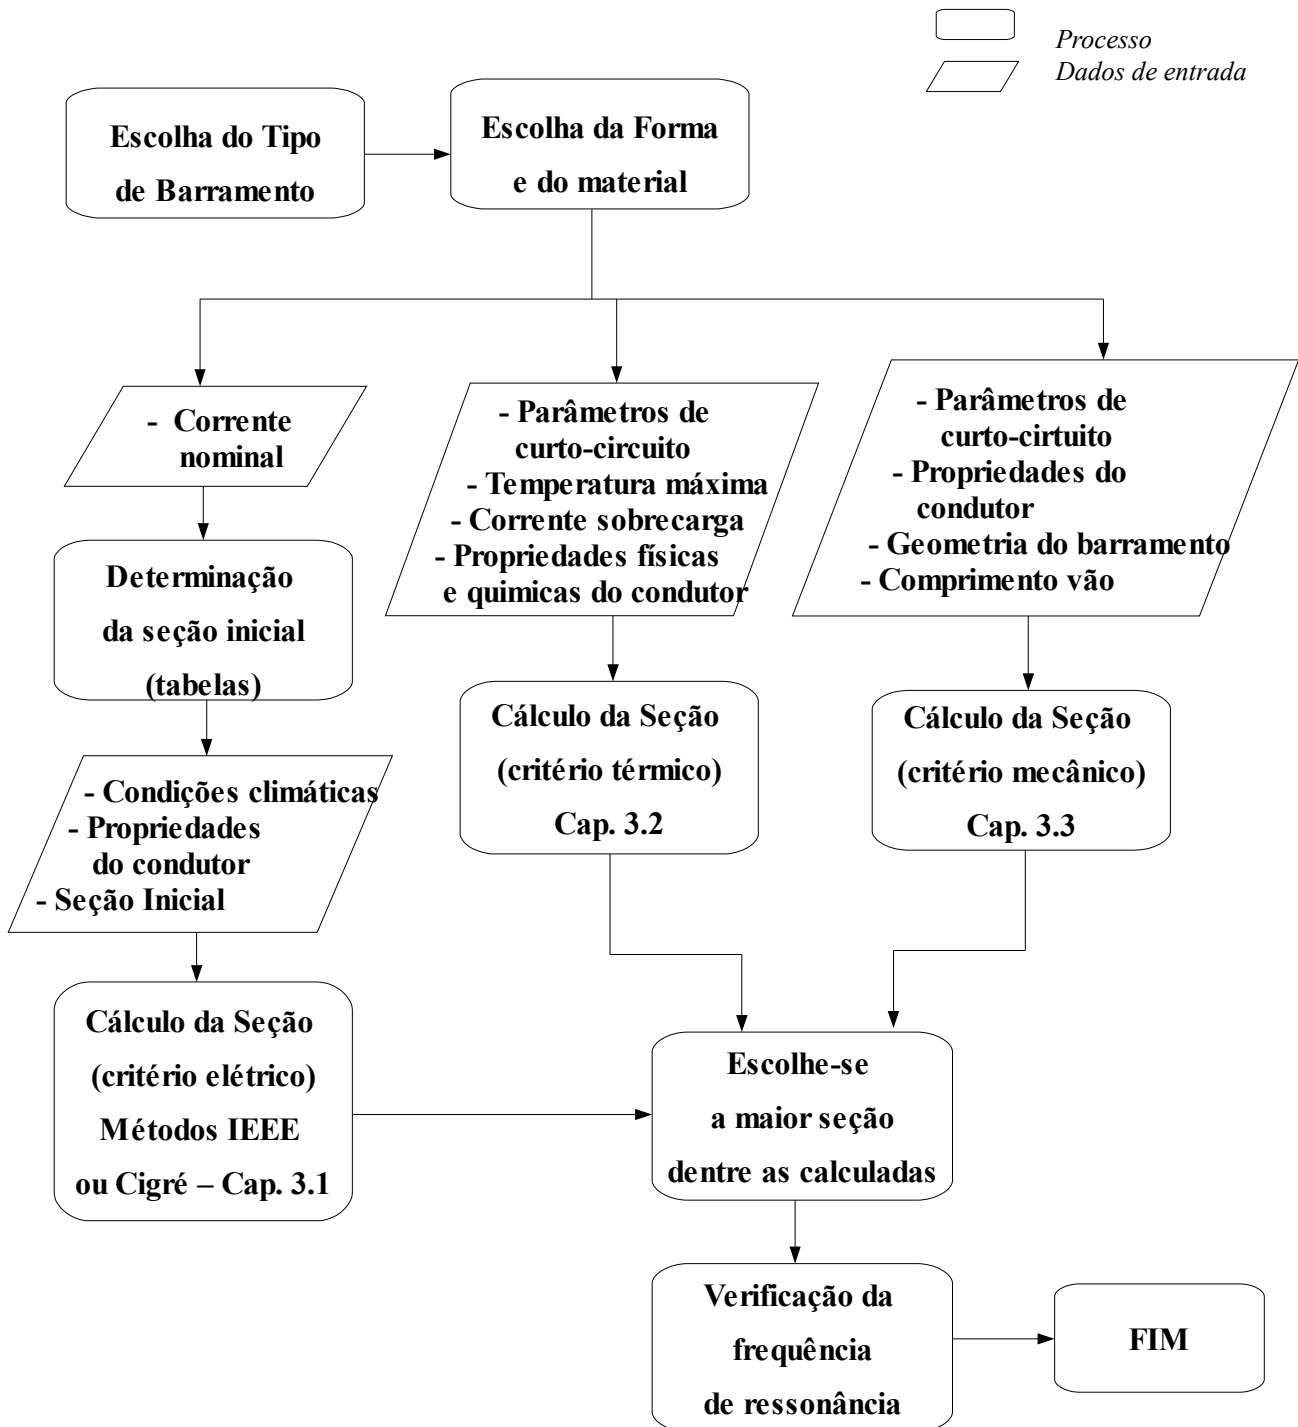 Processo
Dados de entrada
Escolha do Tipo
de Barramento
Escolha da Forma
e do material
- Corrente
nominal
- Parâmetros de
curto-circuito
- Temperatura máxima
- Corrente sobrecarga
- Propriedades físicas
e quimicas do condutor
- Parâmetros de
curto-cirtuito
- Propriedades do
condutor
- Geometria do barramento
- Comprimento vão
Determinação
da seção inicial
(tabelas)
Cálculo da Seção
(critério térmico)
Cap. 3.2
Cálculo da Seção
(critério mecânico)
Cap. 3.3
- Condições climáticas
- Propriedades
do condutor
- Seção Inicial
Cálculo da Seção
(critério elétrico)
Métodos IEEE
ou Cigré – Cap. 3.1
Escolhe-se
a maior seção
dentre as calculadas
Verificação da
frequência
de ressonância
FIM